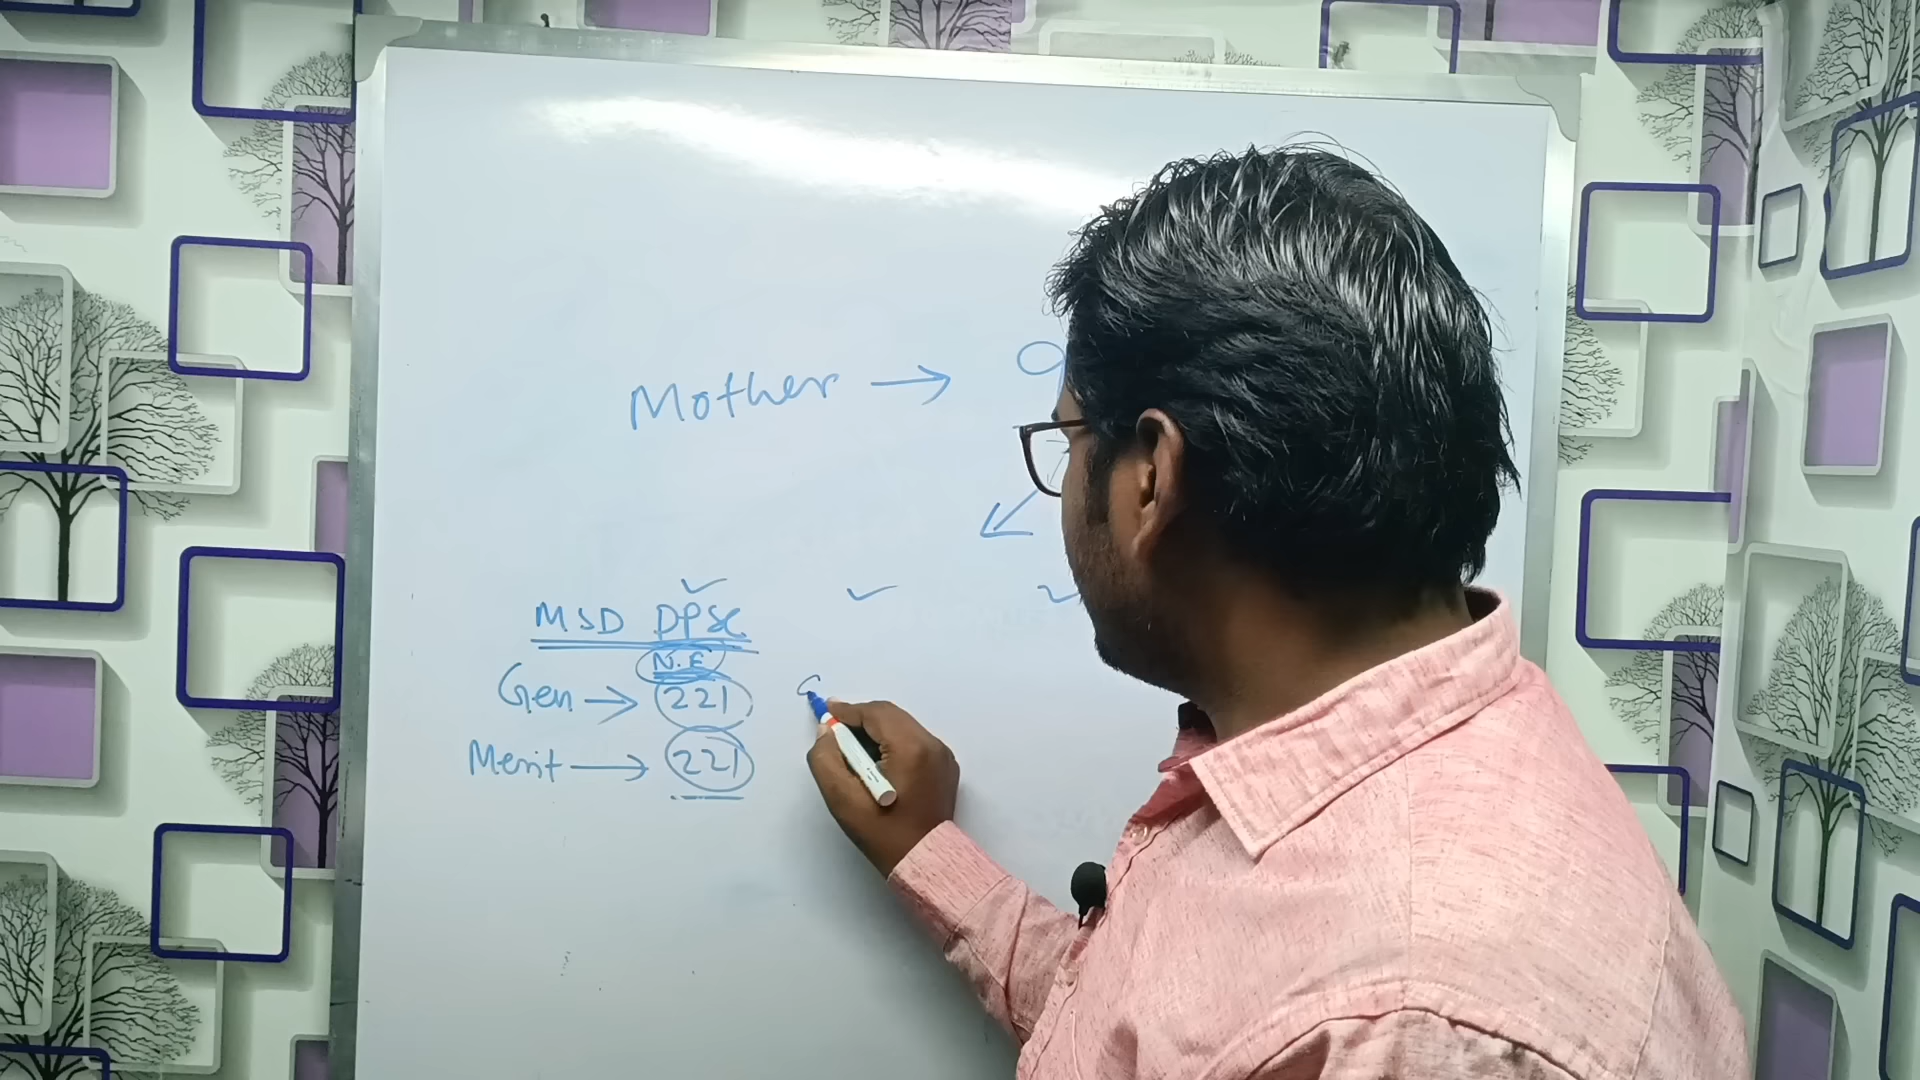 Mother →
MSD DPSC
N.E
Gen → 221
Merit → 221